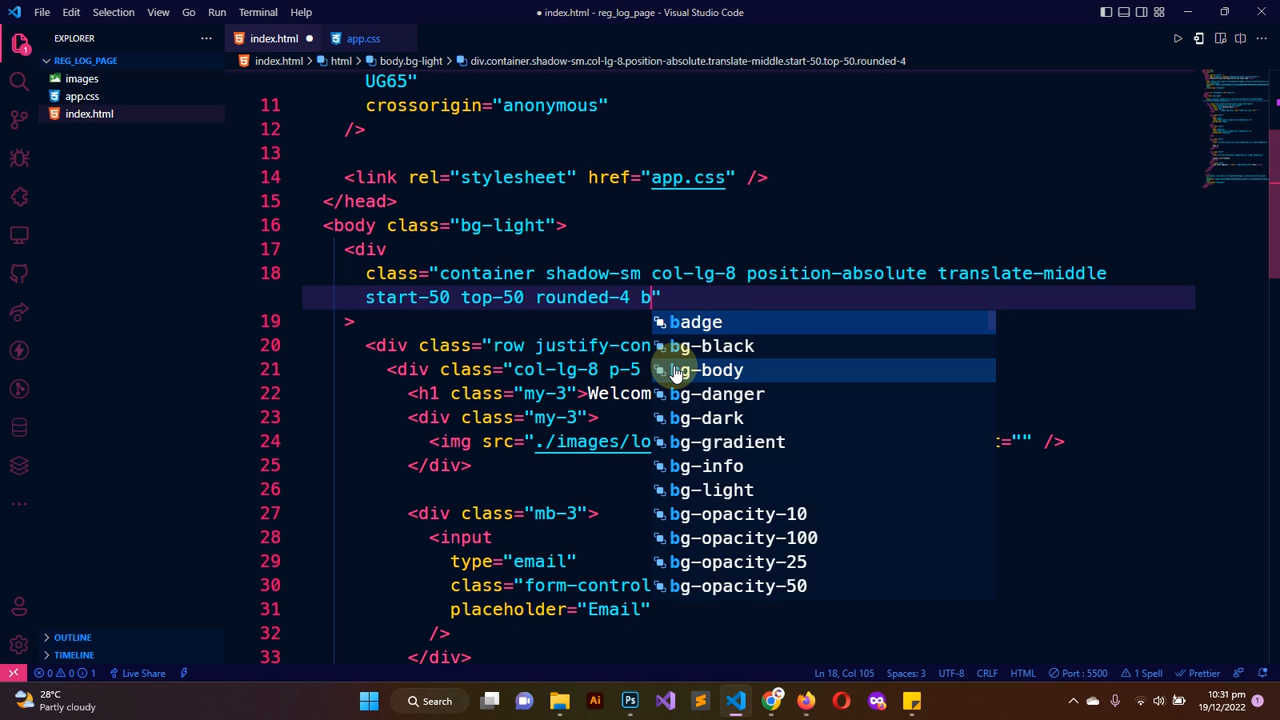 File Edit Selection View Go Run Terminal Help
● index.html - reg_log_page - Visual Studio Code
EXPLORER
index.html
app.css
REG_LOG_PAGE
index.html > html > body.bg-light > div.container.shadow-sm.col-lg-8.position-absolute.translate-middle.start-50.top-50.rounded-4
images
app.css
index.html
UG65"
11 crossorigin="anonymous"
12 />
13
14 <link rel="stylesheet" href="app.css" />
15 </head>
16 <body class="bg-light">
17 <div
18 class="container shadow-sm col-lg-8 position-absolute translate-middle
start-50 top-50 rounded-4 b"
19 >
20 <div class="row justify-con
21 <div class="col-lg-8 p-5
22 <h1 class="my-3">Welcom
23 <div class="my-3">
24 <img src="./images/lo t="" />
25 </div>
26
27 <div class="mb-3">
28 <input
29 type="email"
30 class="form-control
31 placeholder="Email"
32 />
33 </div>
badge
bg-black
bg-body
bg-danger
bg-dark
bg-gradient
bg-info
bg-light
bg-opacity-10
bg-opacity-100
bg-opacity-25
bg-opacity-50
OUTLINE
TIMELINE
0 0 1 Live Share
Ln 18, Col 105 Spaces: 3 UTF-8 CRLF HTML Port : 5500 1 Spell Prettier
28°C
Partly cloudy
Search
10:31 pm
19/12/2022
1